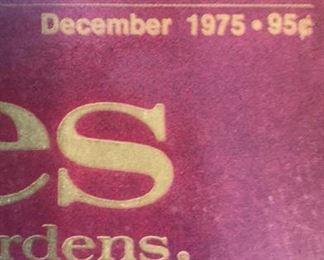 December 1975 • 95¢
es
rdens.